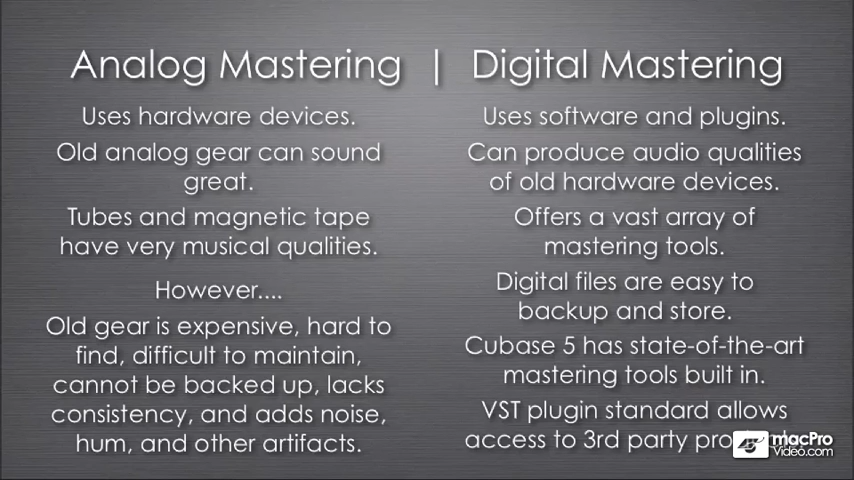 Analog Mastering | Digital Mastering
Uses hardware devices.
Old analog gear can sound
great.
Tubes and magnetic tape
have very musical qualities.
However....
Old gear is expensive, hard to
find, difficult to maintain,
cannot be backed up, lacks
consistency, and adds noise,
hum, and other artifacts.
Uses software and plugins.
Can produce audio qualities
of old hardware devices.
Offers a vast array of
mastering tools.
Digital files are easy to
backup and store.
Cubase 5 has state-of-the-art
mastering tools built in.
VST plugin standard allows
access to 3rd party
macPro
Video.com